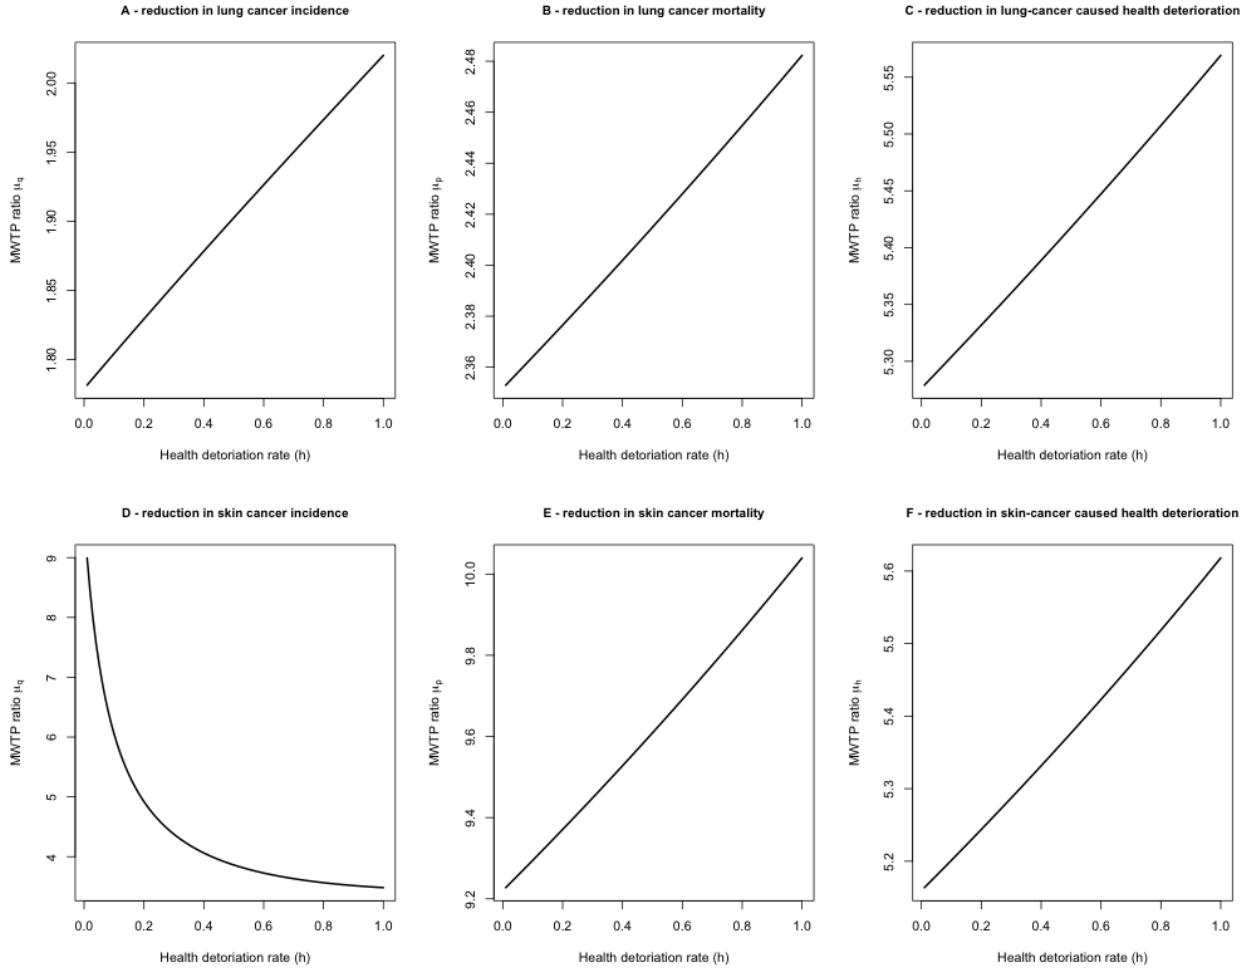 A - reduction in lung cancer incidence
MWTP ratio μq
2.00
1.95
1.90
1.85
1.80
0.0 0.2 0.4 0.6 0.8 1.0
Health detoriation rate (h)
B - reduction in lung cancer mortality
MWTP ratio μp
2.48
2.46
2.44
2.42
2.40
2.38
2.36
0.0 0.2 0.4 0.6 0.8 1.0
Health detoriation rate (h)
C - reduction in lung-cancer caused health deterioration
MWTP ratio μh
5.55
5.50
5.45
5.40
5.35
5.30
0.0 0.2 0.4 0.6 0.8 1.0
Health detoriation rate (h)
D - reduction in skin cancer incidence
MWTP ratio μq
9
8
7
6
5
4
0.0 0.2 0.4 0.6 0.8 1.0
Health detoriation rate (h)
E - reduction in skin cancer mortality
MWTP ratio μp
10.0
9.8
9.6
9.4
9.2
0.0 0.2 0.4 0.6 0.8 1.0
Health detoriation rate (h)
F - reduction in skin-cancer caused health deterioration
MWTP ratio μh
5.6
5.5
5.4
5.3
5.2
0.0 0.2 0.4 0.6 0.8 1.0
Health detoriation rate (h)